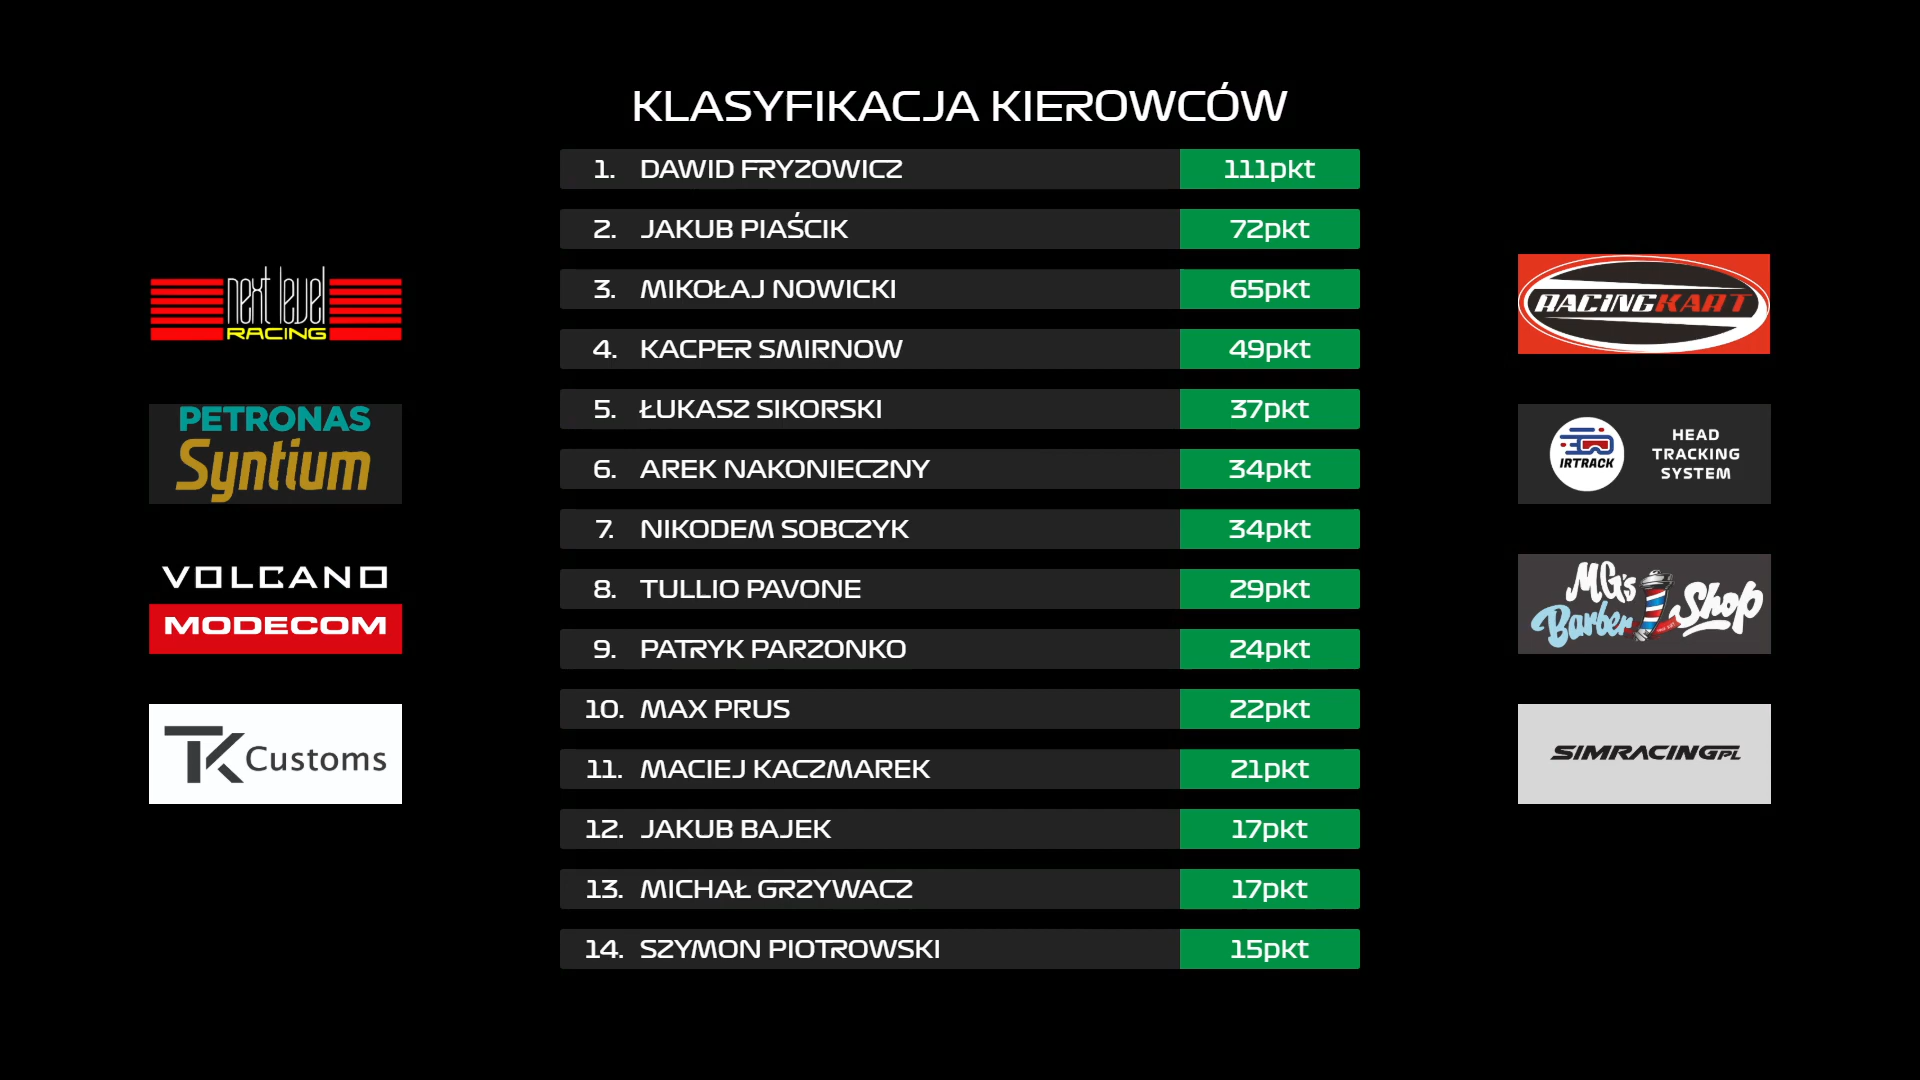 KLASYFIKACJA KIEROWCÓW
1. DAWID FRYZOWICZ 111pkt
2. JAKUB PIAŚCIK 72pkt
3. MIKOŁAJ NOWICKI 65pkt
4. KACPER SMIRNOW 49pkt
5. ŁUKASZ SIKORSKI 37pkt
6. AREK NAKONIECZNY 34pkt
7. NIKODEM SOBCZYK 34pkt
8. TULLIO PAVONE 29pkt
9. PATRYK PARZONKO 24pkt
10. MAX PRUS 22pkt
11. MACIEJ KACZMAREK 21pkt
12. JAKUB BAJEK 17pkt
13. MICHAŁ GRZYWACZ 17pkt
14. SZYMON PIOTROWSKI 15pkt
next level
RACING
PETRONAS
Syntium
VOLCANO
MODECOM
TK Customs
RACINGKART
IRTRACK
HEAD
TRACKING
SYSTEM
MG's
Barber Shop
SIMRACINGPL